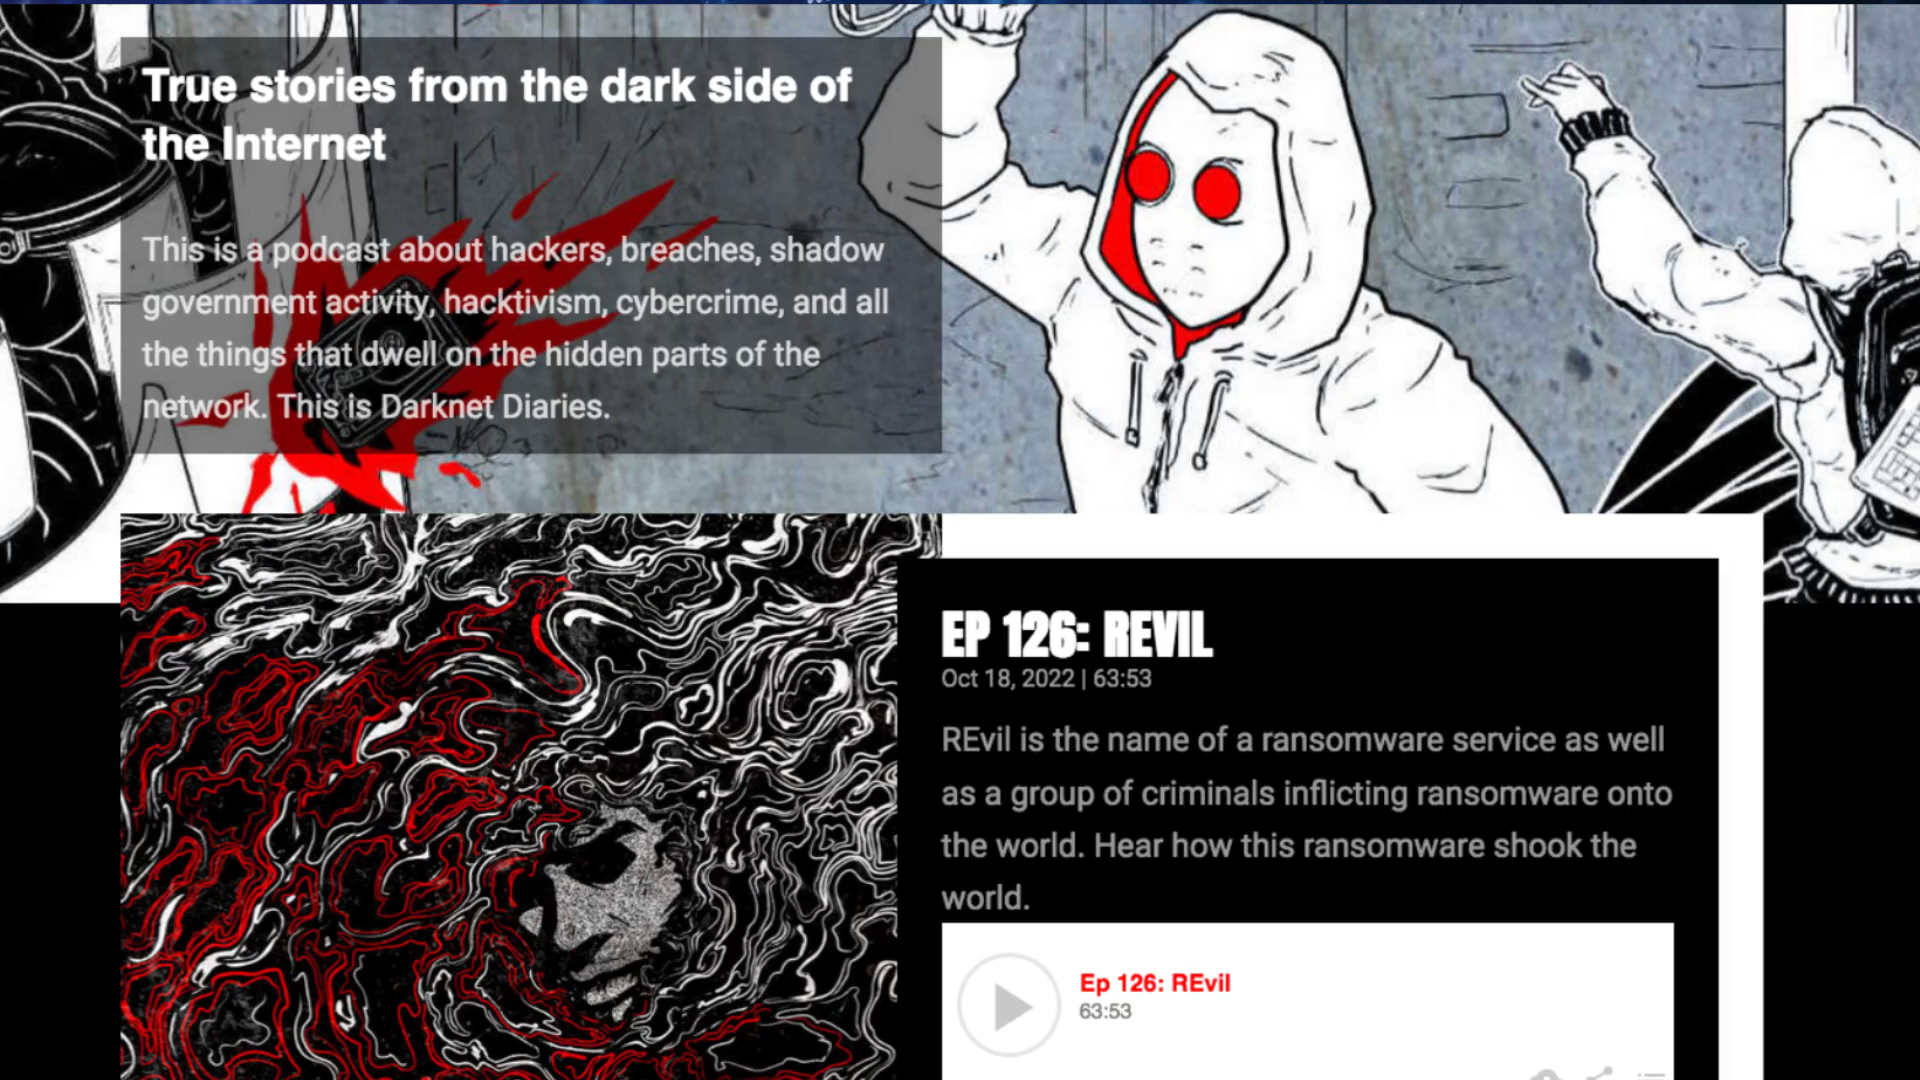 True stories from the dark side of
the Internet
This is a podcast about hackers, breaches, shadow
government activity, hacktivism, cybercrime, and all
the things that dwell on the hidden parts of the
network. This is Darknet Diaries.
EP 126: REVIL
Oct 18, 2022 | 63:53
REvil is the name of a ransomware service as well
as a group of criminals inflicting ransomware onto
the world. Hear how this ransomware shook the
world.
Ep 126: REvil
63:53